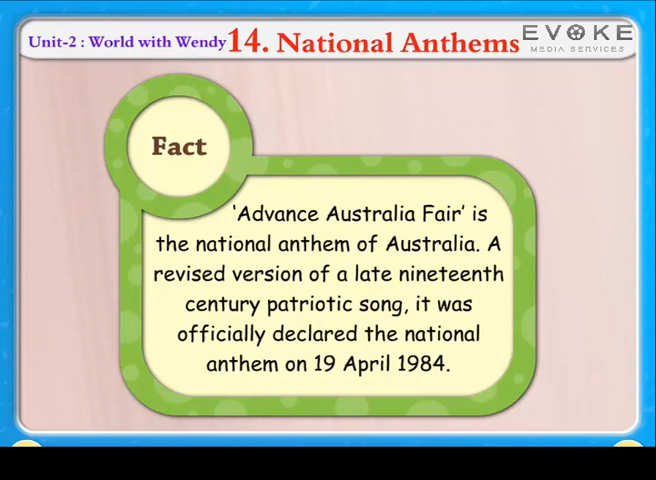 Unit-2 : World with Wendy 14. National Anthems
EVOKE
MEDIA SERVICES
Fact
'Advance Australia Fair' is
the national anthem of Australia. A
revised version of a late nineteenth
century patriotic song, it was
officially declared the national
anthem on 19 April 1984.